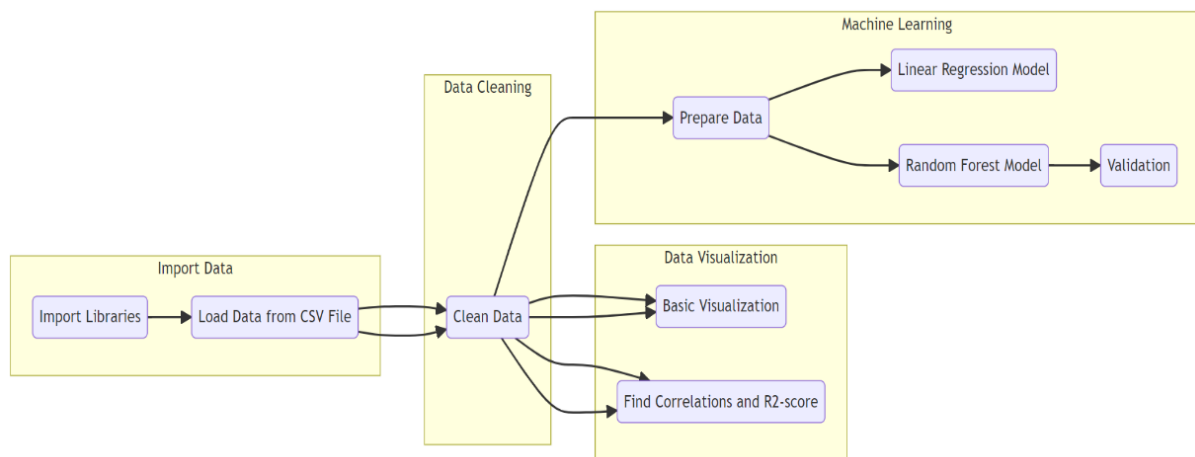 Import Data
Import Libraries
Load Data from CSV File
Data Cleaning
Clean Data
Machine Learning
Prepare Data
Linear Regression Model
Random Forest Model
Validation
Data Visualization
Basic Visualization
Find Correlations and R2-score